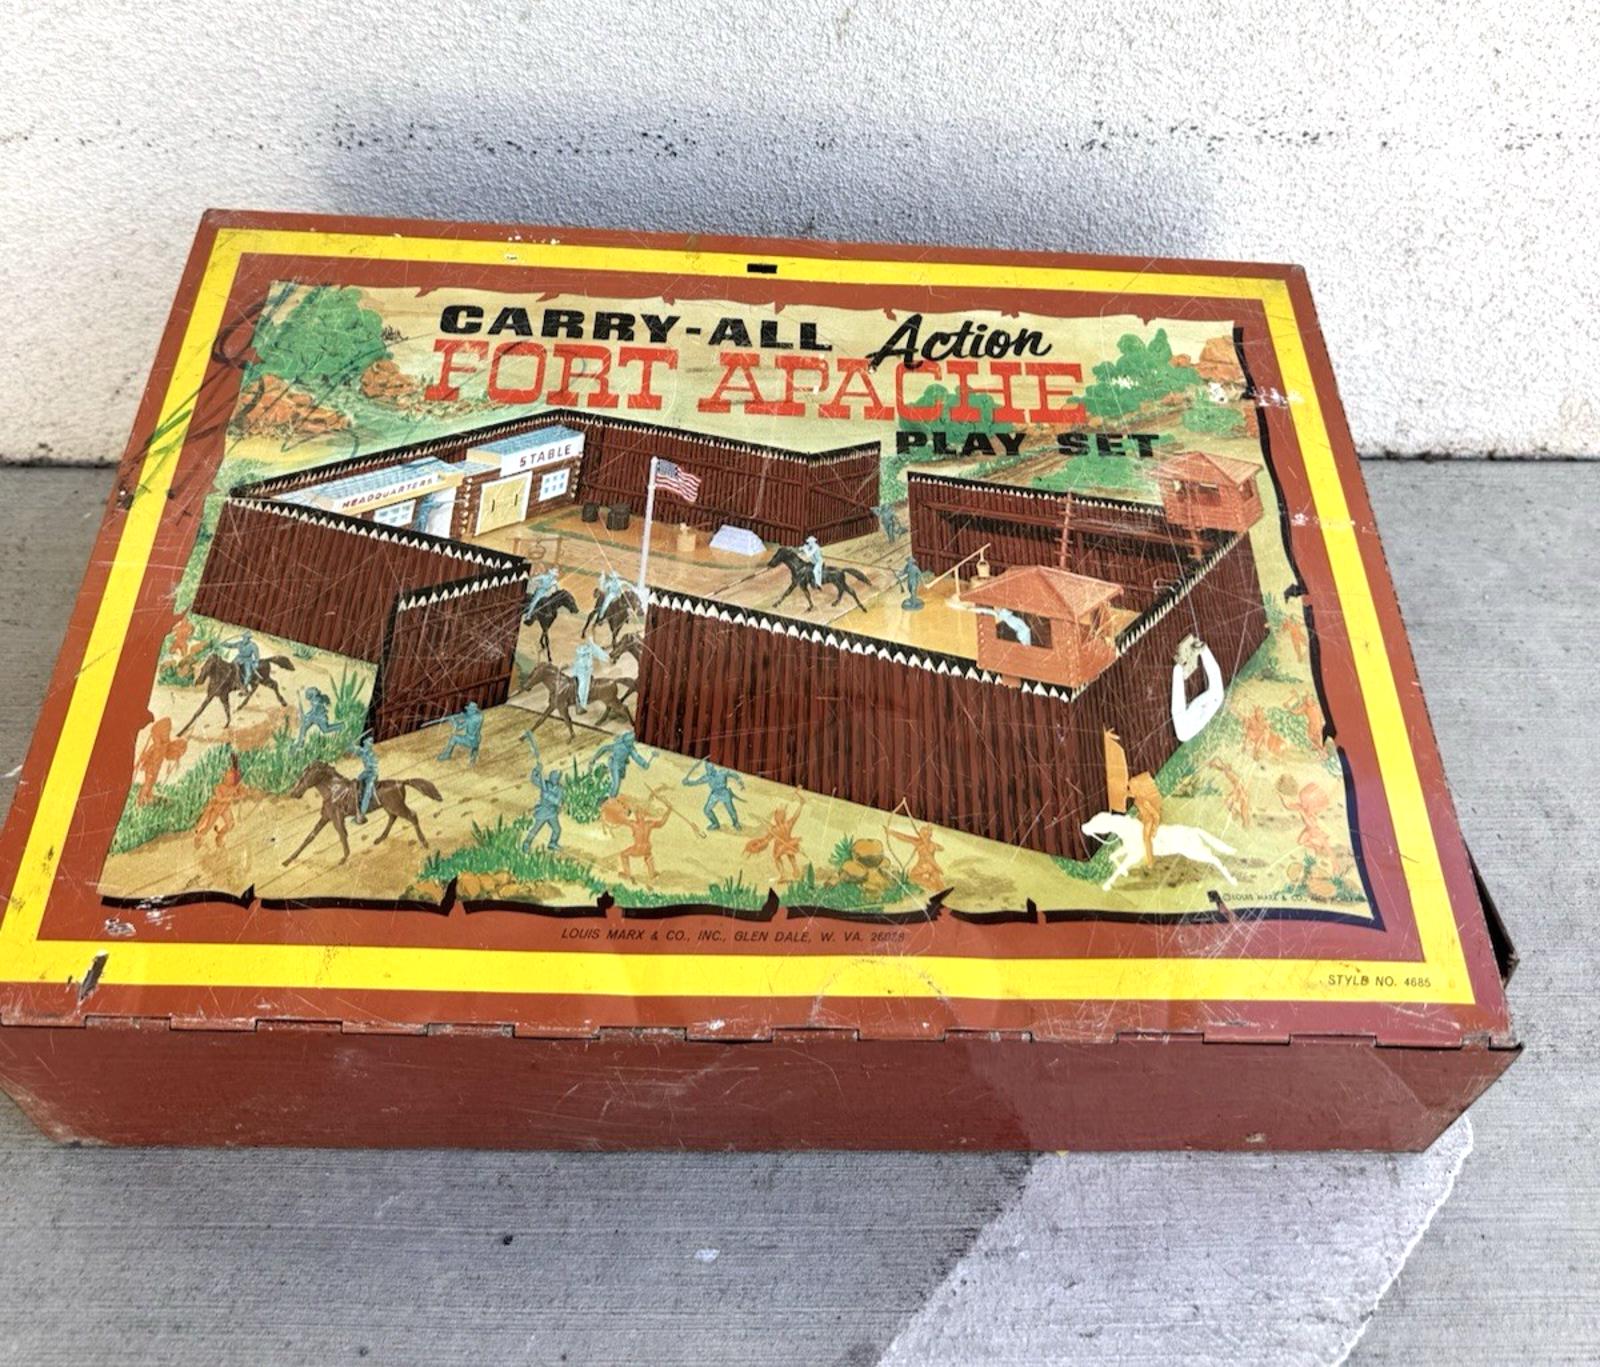 CARRY-ALL Action
FORT APACHE
PLAY SET
STABLE
HEADQUARTERS
LOUIS MARX & CO., INC., GLEN DALE, W. VA.
STYLE NO. 4685